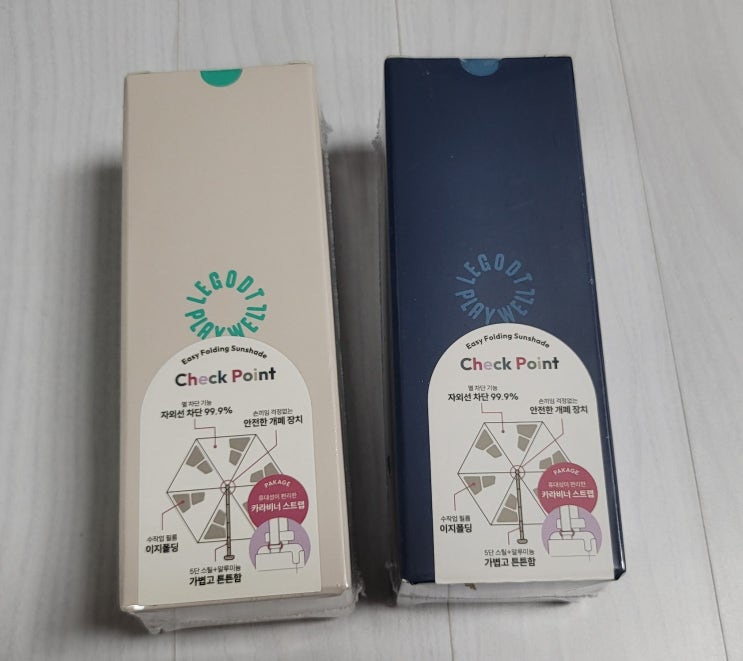 LEGODT
PLAYWELL
Easy Folding Sunshade
Check Point
열 차단 기능
자외선 차단 99.9%
손끼임 걱정없는
안전한 개폐 장치
PAKAGE
휴대성이 편리한
카라비너 스트랩
수작업 필름
이지폴딩
5단 스틸+알루미늄
가볍고 튼튼함
LEGODT
PLAYWELL
Easy Folding Sunshade
Check Point
열 차단 기능
자외선 차단 99.9%
손끼임 걱정없는
안전한 개폐 장치
PAKAGE
휴대성이 편리한
카라비너 스트랩
수작업 필름
이지폴딩
5단 스틸+알루미늄
가볍고 튼튼함